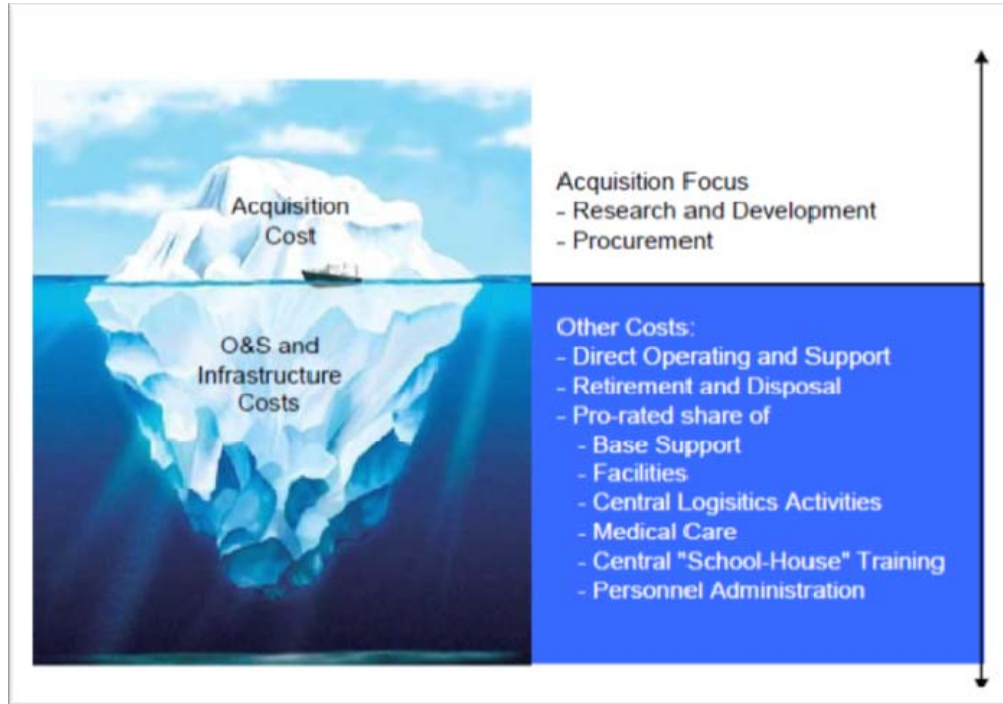 Acquisition
Cost
O&S and
Infrastructure
Costs
Acquisition Focus
- Research and Development
- Procurement
Other Costs:
- Direct Operating and Support
- Retirement and Disposal
- Pro-rated share of
- Base Support
- Facilities
- Central Logisitics Activities
- Medical Care
- Central "School-House" Training
- Personnel Administration